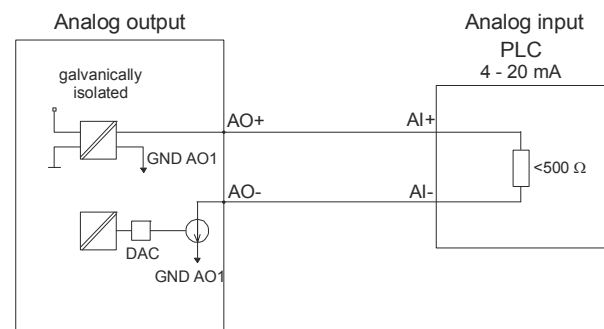 Analog output
Analog input
PLC
4 - 20 mA
galvanically
isolated
AO+
AI+
GND AO1
<500 Ω
AO-
AI-
DAC
GND AO1